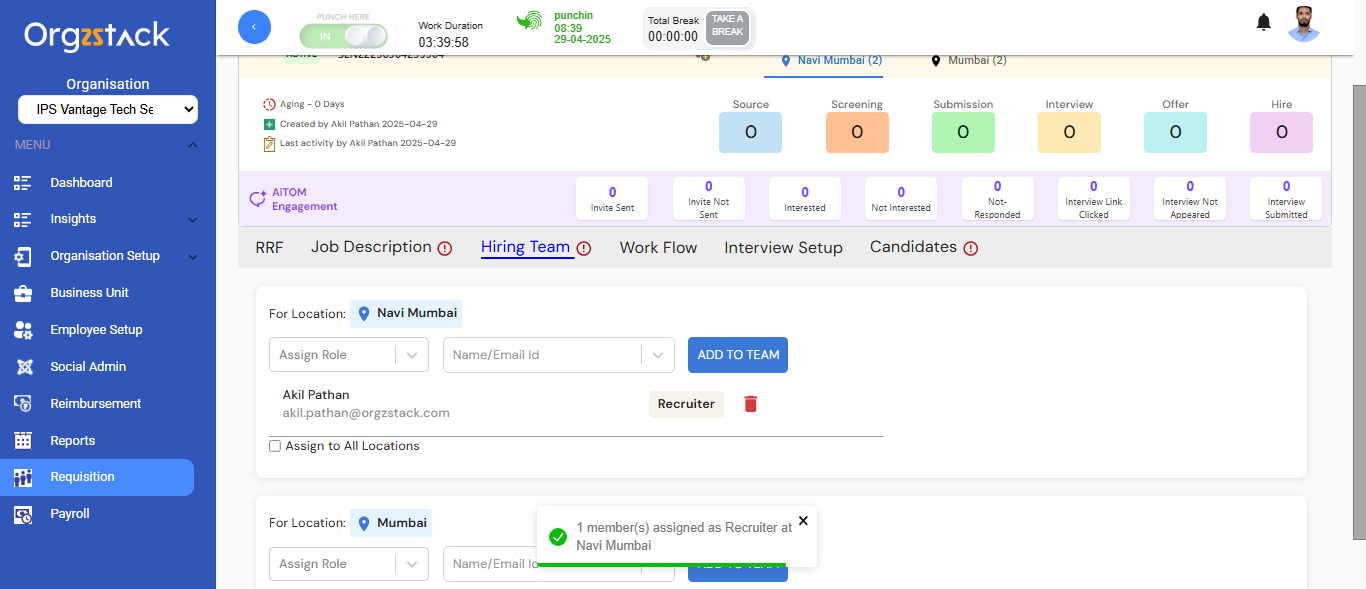 Orgzstack
Organisation
IPS Vantage Tech Se
MENU
Dashboard
Insights
Organisation Setup
Business Unit
Employee Setup
Social Admin
Reimbursement
Reports
Requisition
Payroll
PUNCH HERE
IN
Work Duration
03:39:58
punchin
08:39
29-04-2025
Total Break
00:00:00
TAKE A
BREAK
Navi Mumbai (2)
Mumbai (2)
Aging - 0 Days
Created by Akil Pathan 2025-04-29
Last activity by Akil Pathan 2025-04-29
Source
Screening
Submission
Interview
Offer
Hire
0
0
0
0
0
0
AiTOM
Engagement
0
Invite Sent
0
Invite Not
Sent
0
Interested
0
Not Interested
0
Not-
Responded
0
Interview Link
Clicked
0
Interview Not
Appeared
0
Interview
Submitted
RRF
Job Description
Hiring Team
Work Flow
Interview Setup
Candidates
For Location: Navi Mumbai
Assign Role
Name/Email Id
ADD TO TEAM
Akil Pathan
akil.pathan@orgzstack.com
Recruiter
Assign to All Locations
For Location: Mumbai
Assign Role
Name/Email Id
1 member(s) assigned as Recruiter at
Navi Mumbai